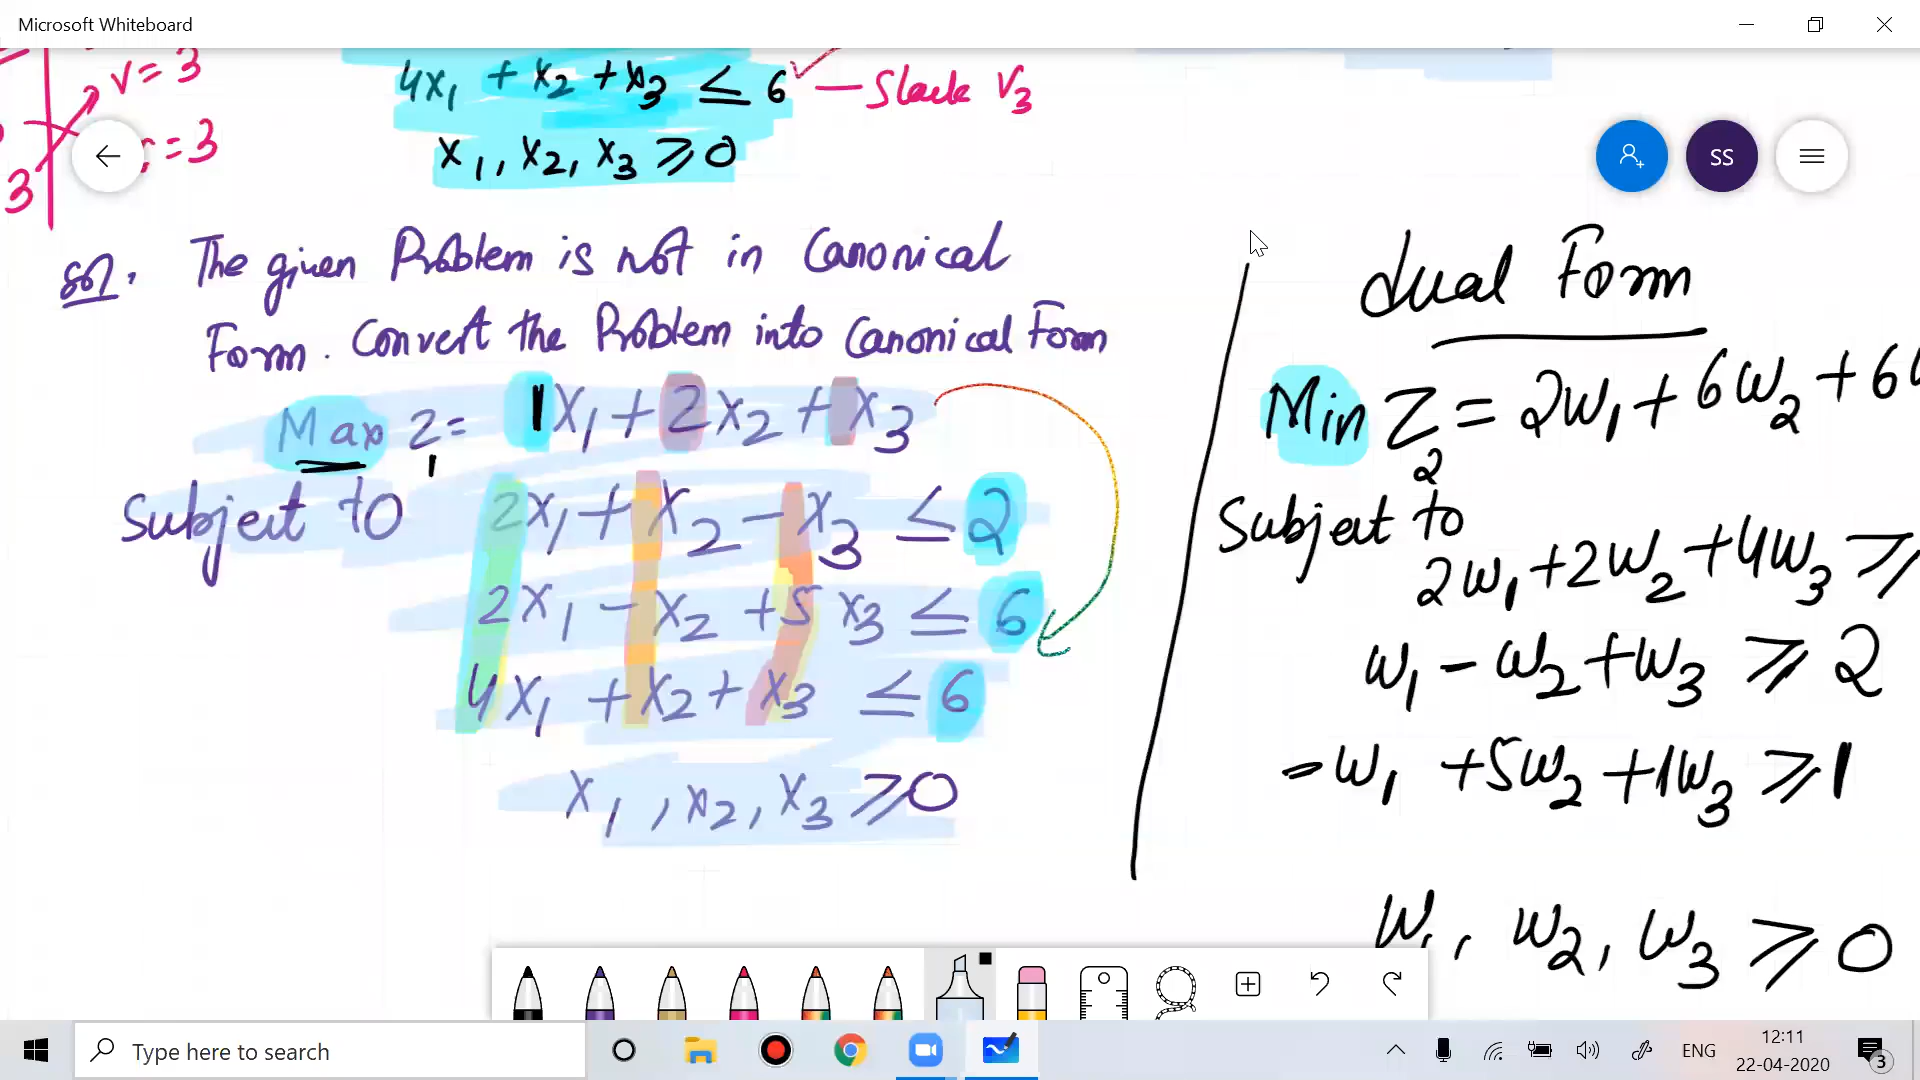 Microsoft Whiteboard
v = 3
= 3
3
4x₁ + x₂ + x₃ ≤ 6 — Slack V₃
x₁, x₂, x₃ ≥ 0
SS
Sol. The given Problem is not in Canonical
Form. Convert the Problem into Canonical Form
Max Z₁ = 1x₁ + 2x₂ + x₃
Subject to 2x₁ + x₂ - x₃ ≤ 2
2x₁ - x₂ + 5x₃ ≤ 6
4x₁ + x₂ + x₃ ≤ 6
x₁, x₂, x₃ ≥ 0
dual Form
Min Z₂ = 2w₁ + 6w₂ + 6
Subject to
2w₁ + 2w₂ + 4w₃ ≥
w₁ - w₂ + w₃ ≥ 2
-w₁ + 5w₂ + 1w₃ ≥ 1
w₁, w₂, w₃ ≥ 0
Type here to search
ENG
12:11
22-04-2020
3